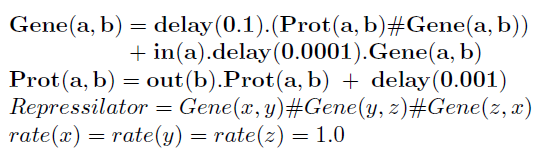 Gene(a, b) = delay(0.1).(Prot(a, b)#Gene(a, b))
+ in(a).delay(0.0001).Gene(a, b)
Prot(a, b) = out(b).Prot(a, b) + delay(0.001)
Repressilator = Gene(x, y)#Gene(y, z)#Gene(z, x)
rate(x) = rate(y) = rate(z) = 1.0